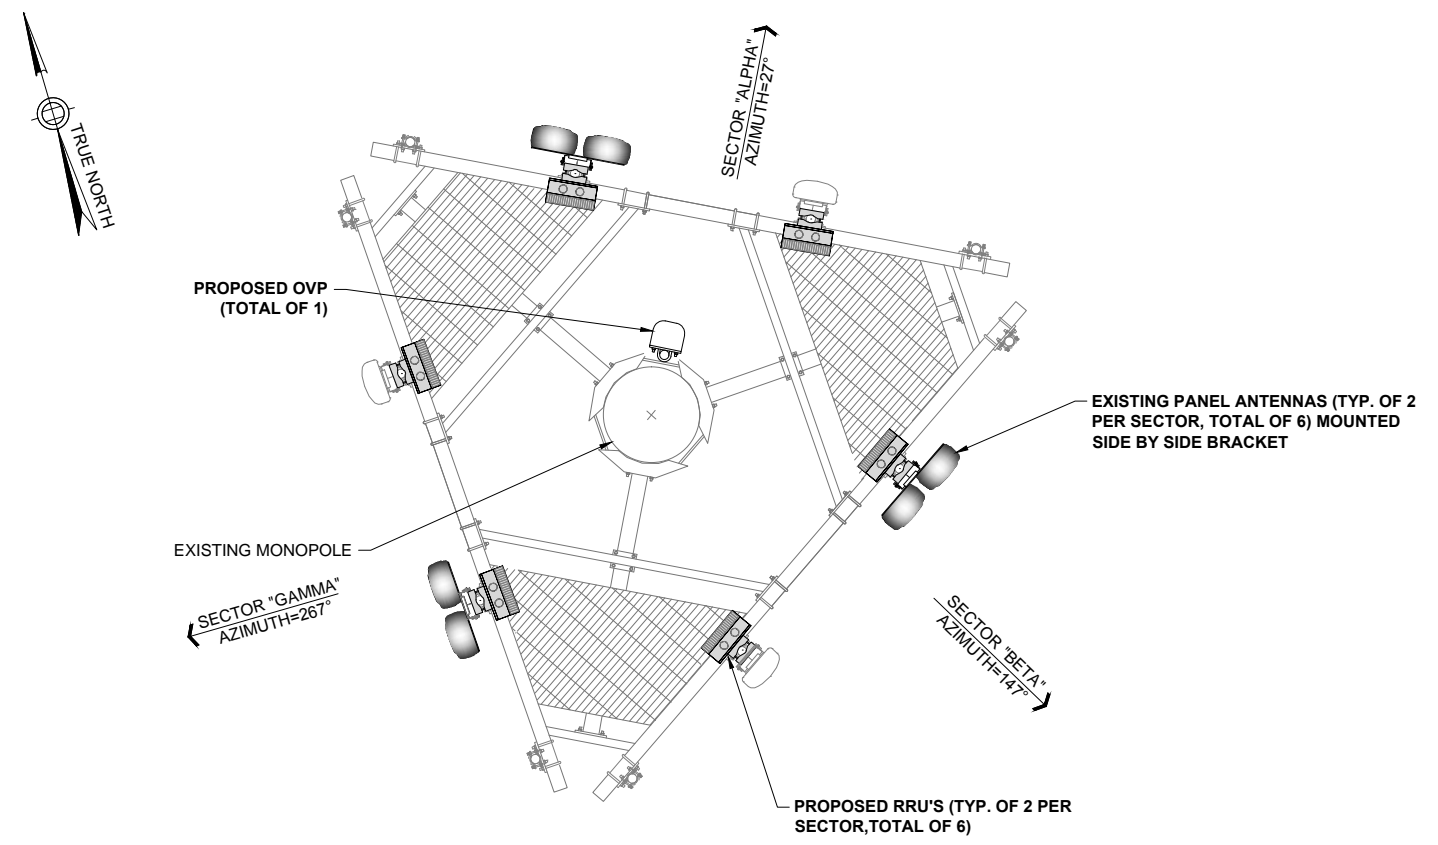 TRUE NORTH
SECTOR "ALPHA"
AZIMUTH=27°
PROPOSED OVP
(TOTAL OF 1)
EXISTING PANEL ANTENNAS (TYP. OF 2
PER SECTOR, TOTAL OF 6) MOUNTED
SIDE BY SIDE BRACKET
EXISTING MONOPOLE
SECTOR "GAMMA"
AZIMUTH=267°
SECTOR "BETA"
AZIMUTH=147°
PROPOSED RRU'S (TYP. OF 2 PER
SECTOR,TOTAL OF 6)